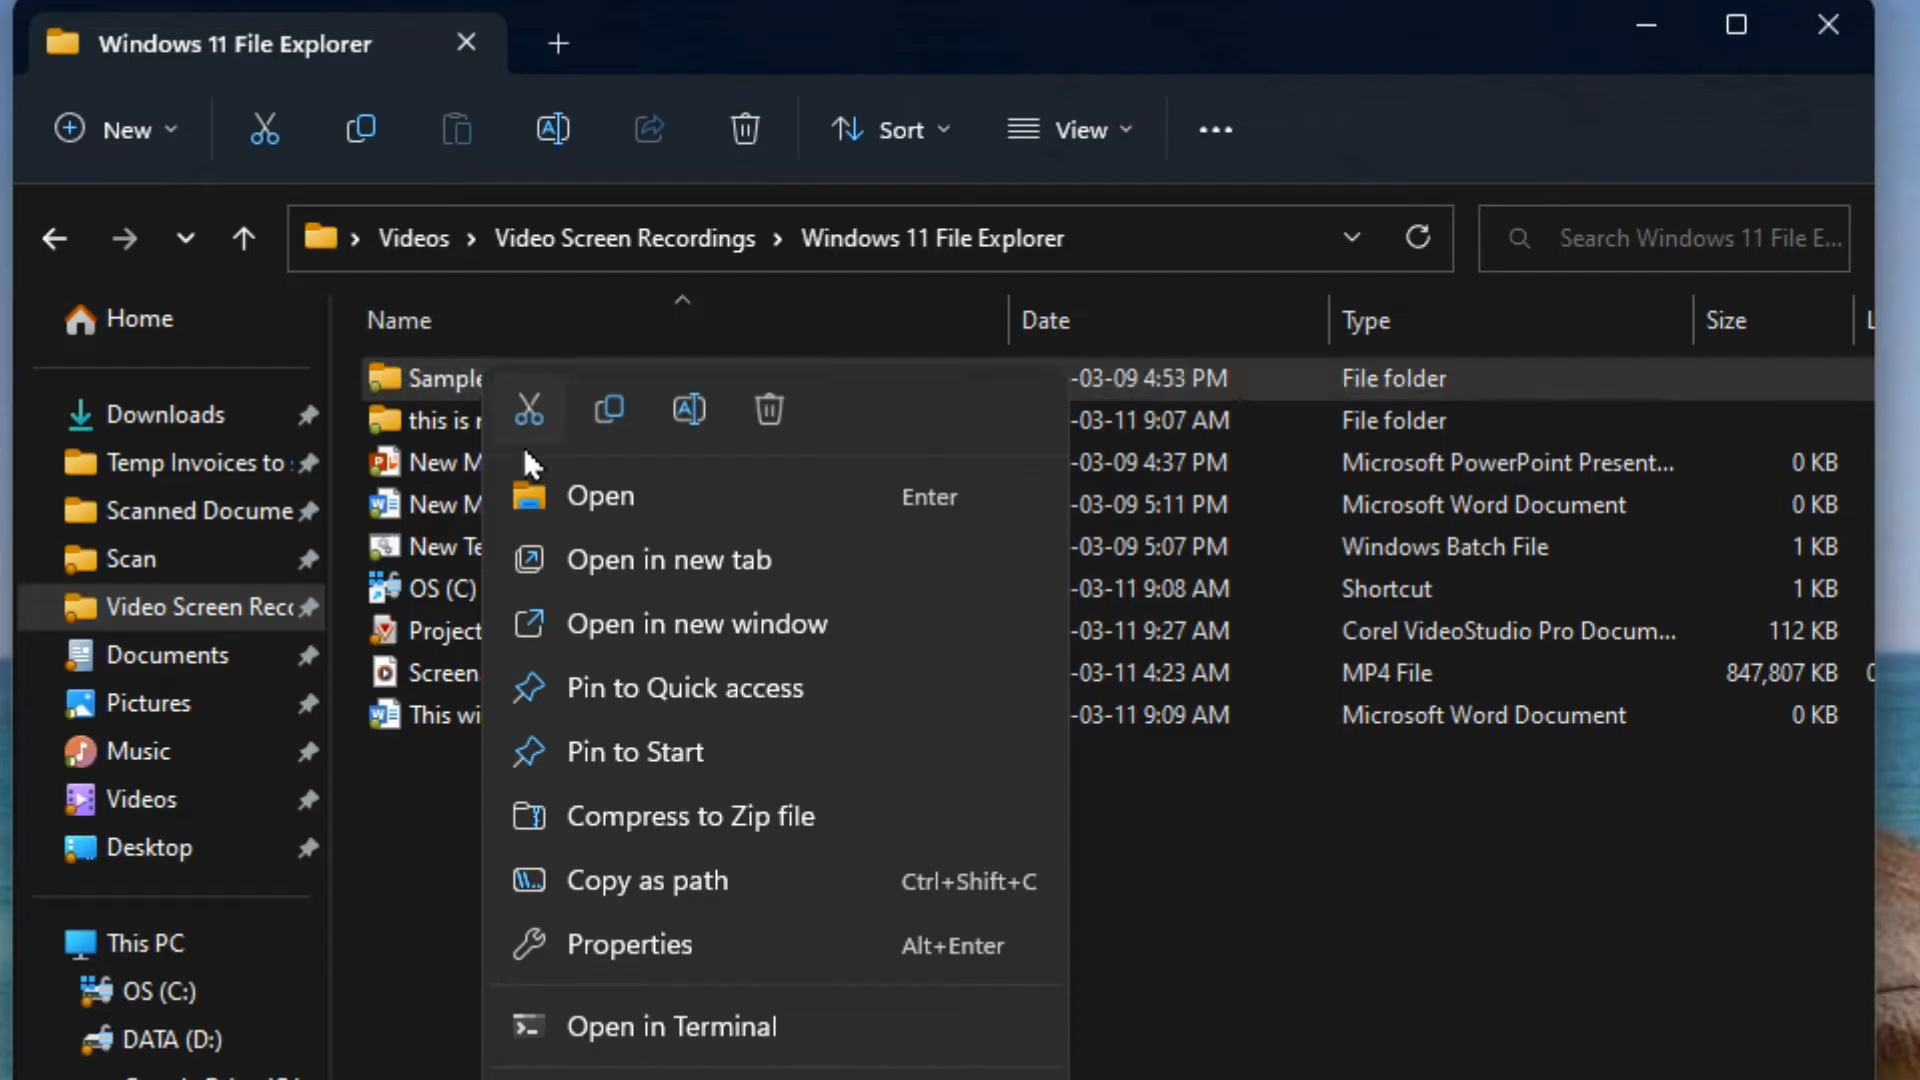 Windows 11 File Explorer
New
Sort
View
Videos > Video Screen Recordings > Windows 11 File Explorer
Search Windows 11 File E...
Home
Downloads
Temp Invoices to
Scanned Docume
Scan
Video Screen Rec
Documents
Pictures
Music
Videos
Desktop
This PC
OS (C:)
DATA (D:)
Name Date Type Size
Sample -03-09 4:53 PM File folder
this is -03-11 9:07 AM File folder
New M -03-09 4:37 PM Microsoft PowerPoint Present... 0 KB
New M -03-09 5:11 PM Microsoft Word Document 0 KB
New Te -03-09 5:07 PM Windows Batch File 1 KB
OS (C) -03-11 9:08 AM Shortcut 1 KB
Project -03-11 9:27 AM Corel VideoStudio Pro Docum... 112 KB
Screen -03-11 4:23 AM MP4 File 847,807 KB
This wi -03-11 9:09 AM Microsoft Word Document 0 KB
Open Enter
Open in new tab
Open in new window
Pin to Quick access
Pin to Start
Compress to Zip file
Copy as path Ctrl+Shift+C
Properties Alt+Enter
Open in Terminal